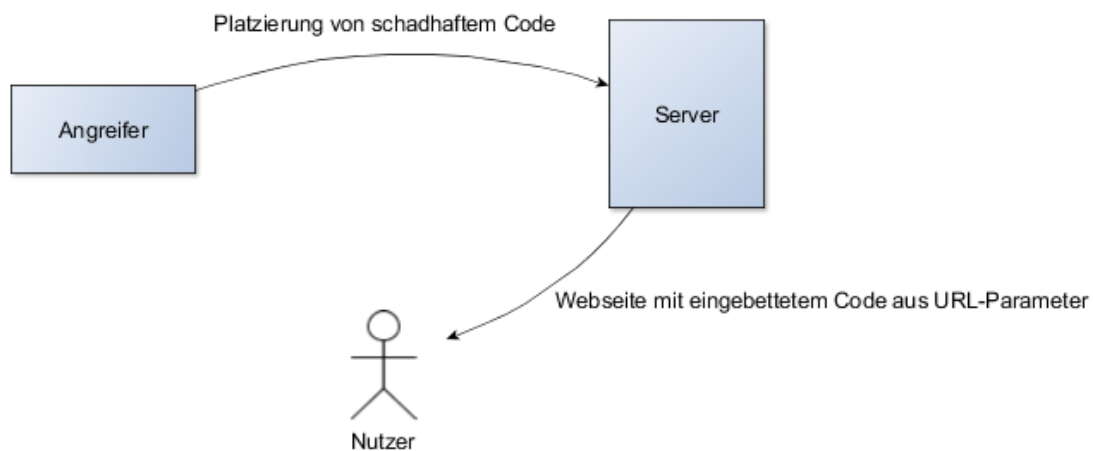 Platzierung von schadhaftem Code
Angreifer
Server
Webseite mit eingebettetem Code aus URL-Parameter
Nutzer